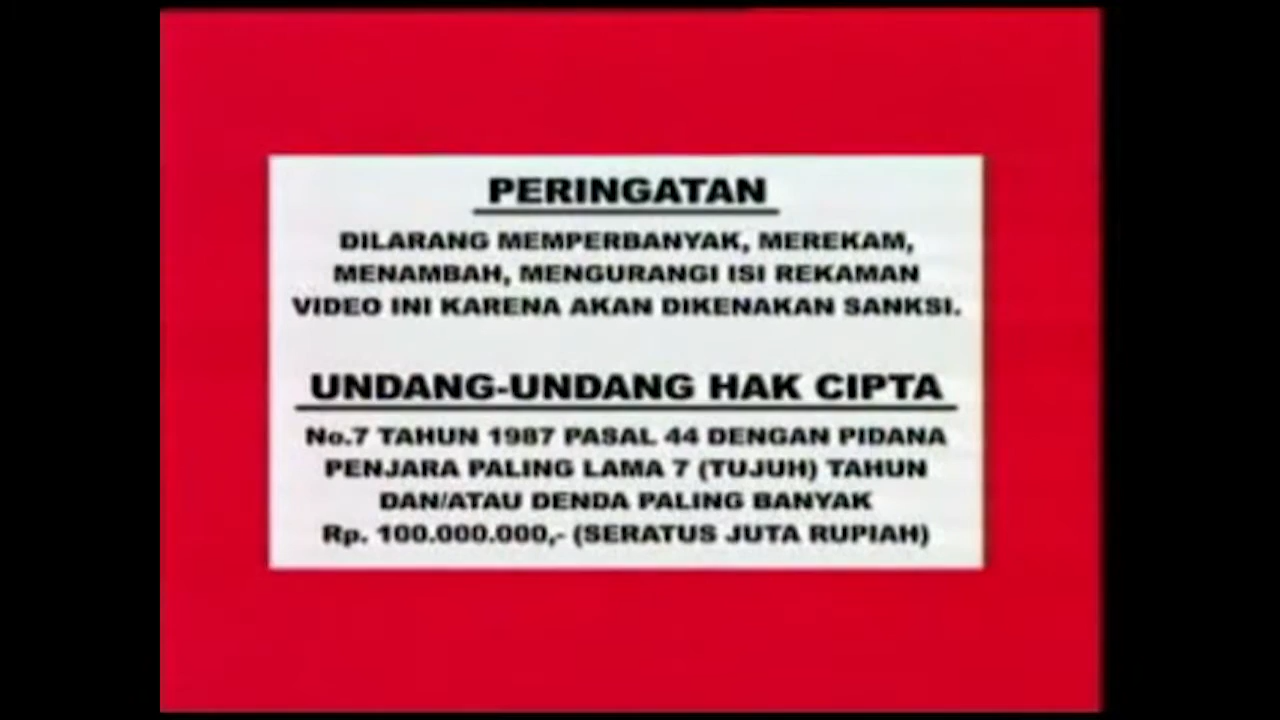 PERINGATAN
DILARANG MEMPERBANYAK, MEREKAM,
MENAMBAH, MENGURANGI ISI REKAMAN
VIDEO INI KARENA AKAN DIKENAKAN SANKSI.
UNDANG-UNDANG HAK CIPTA
No.7 TAHUN 1987 PASAL 44 DENGAN PIDANA
PENJARA PALING LAMA 7 (TUJUH) TAHUN
DAN/ATAU DENDA PALING BANYAK
Rp. 100.000.000,- (SERATUS JUTA RUPIAH)